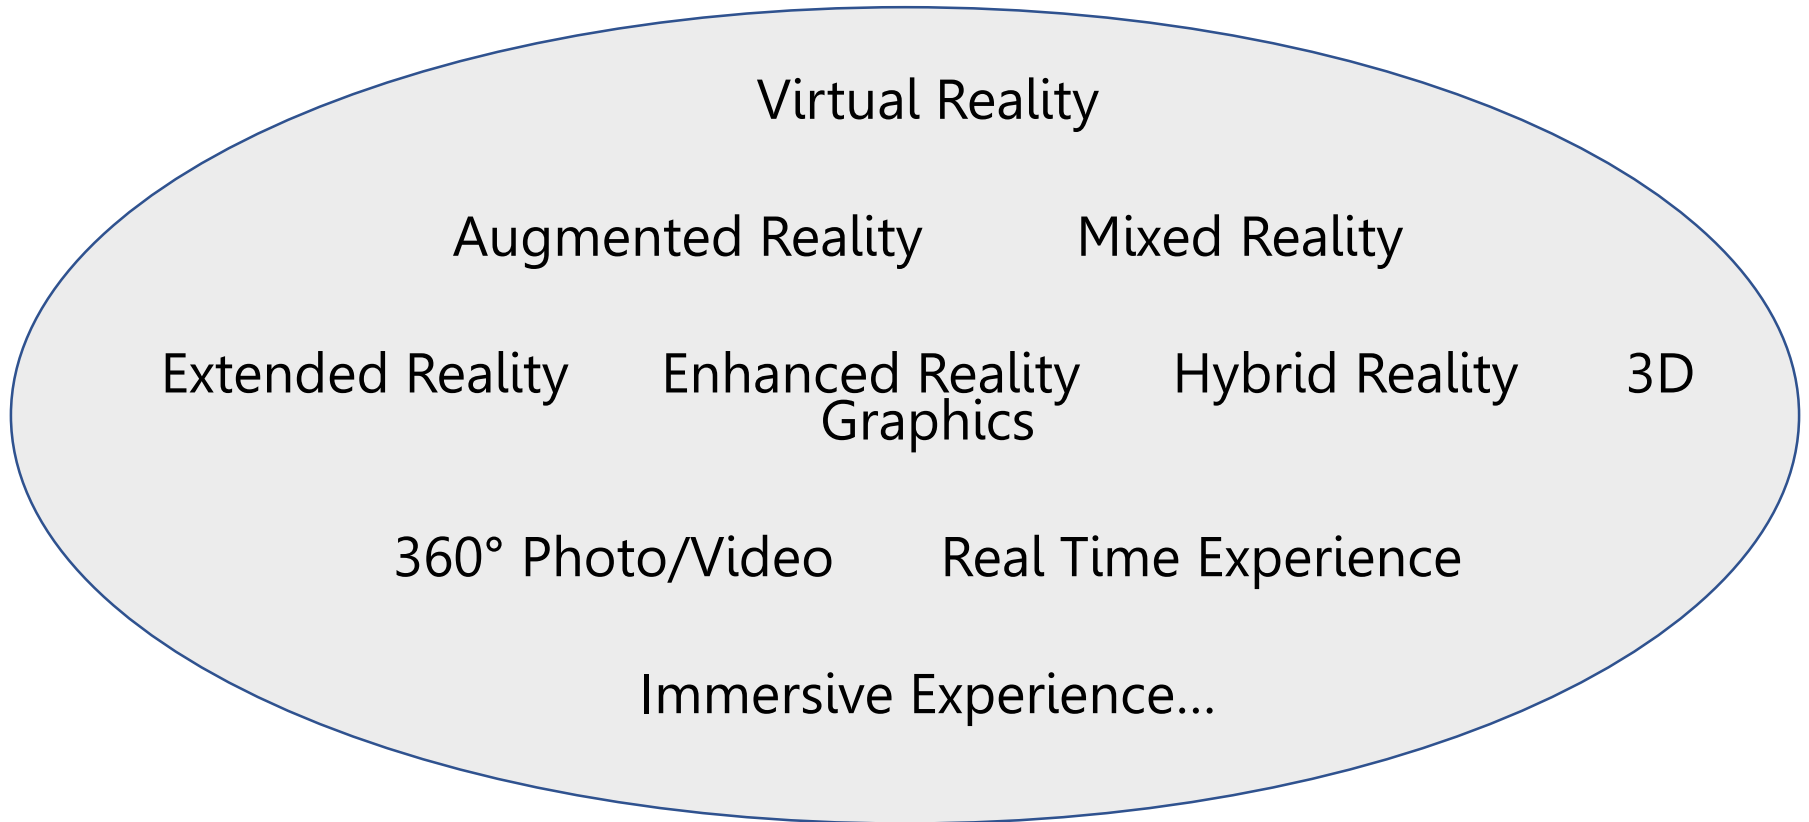 Virtual Reality
Augmented Reality Mixed Reality
Extended Reality Enhanced Reality Hybrid Reality 3D
Graphics
360° Photo/Video Real Time Experience
Immersive Experience...